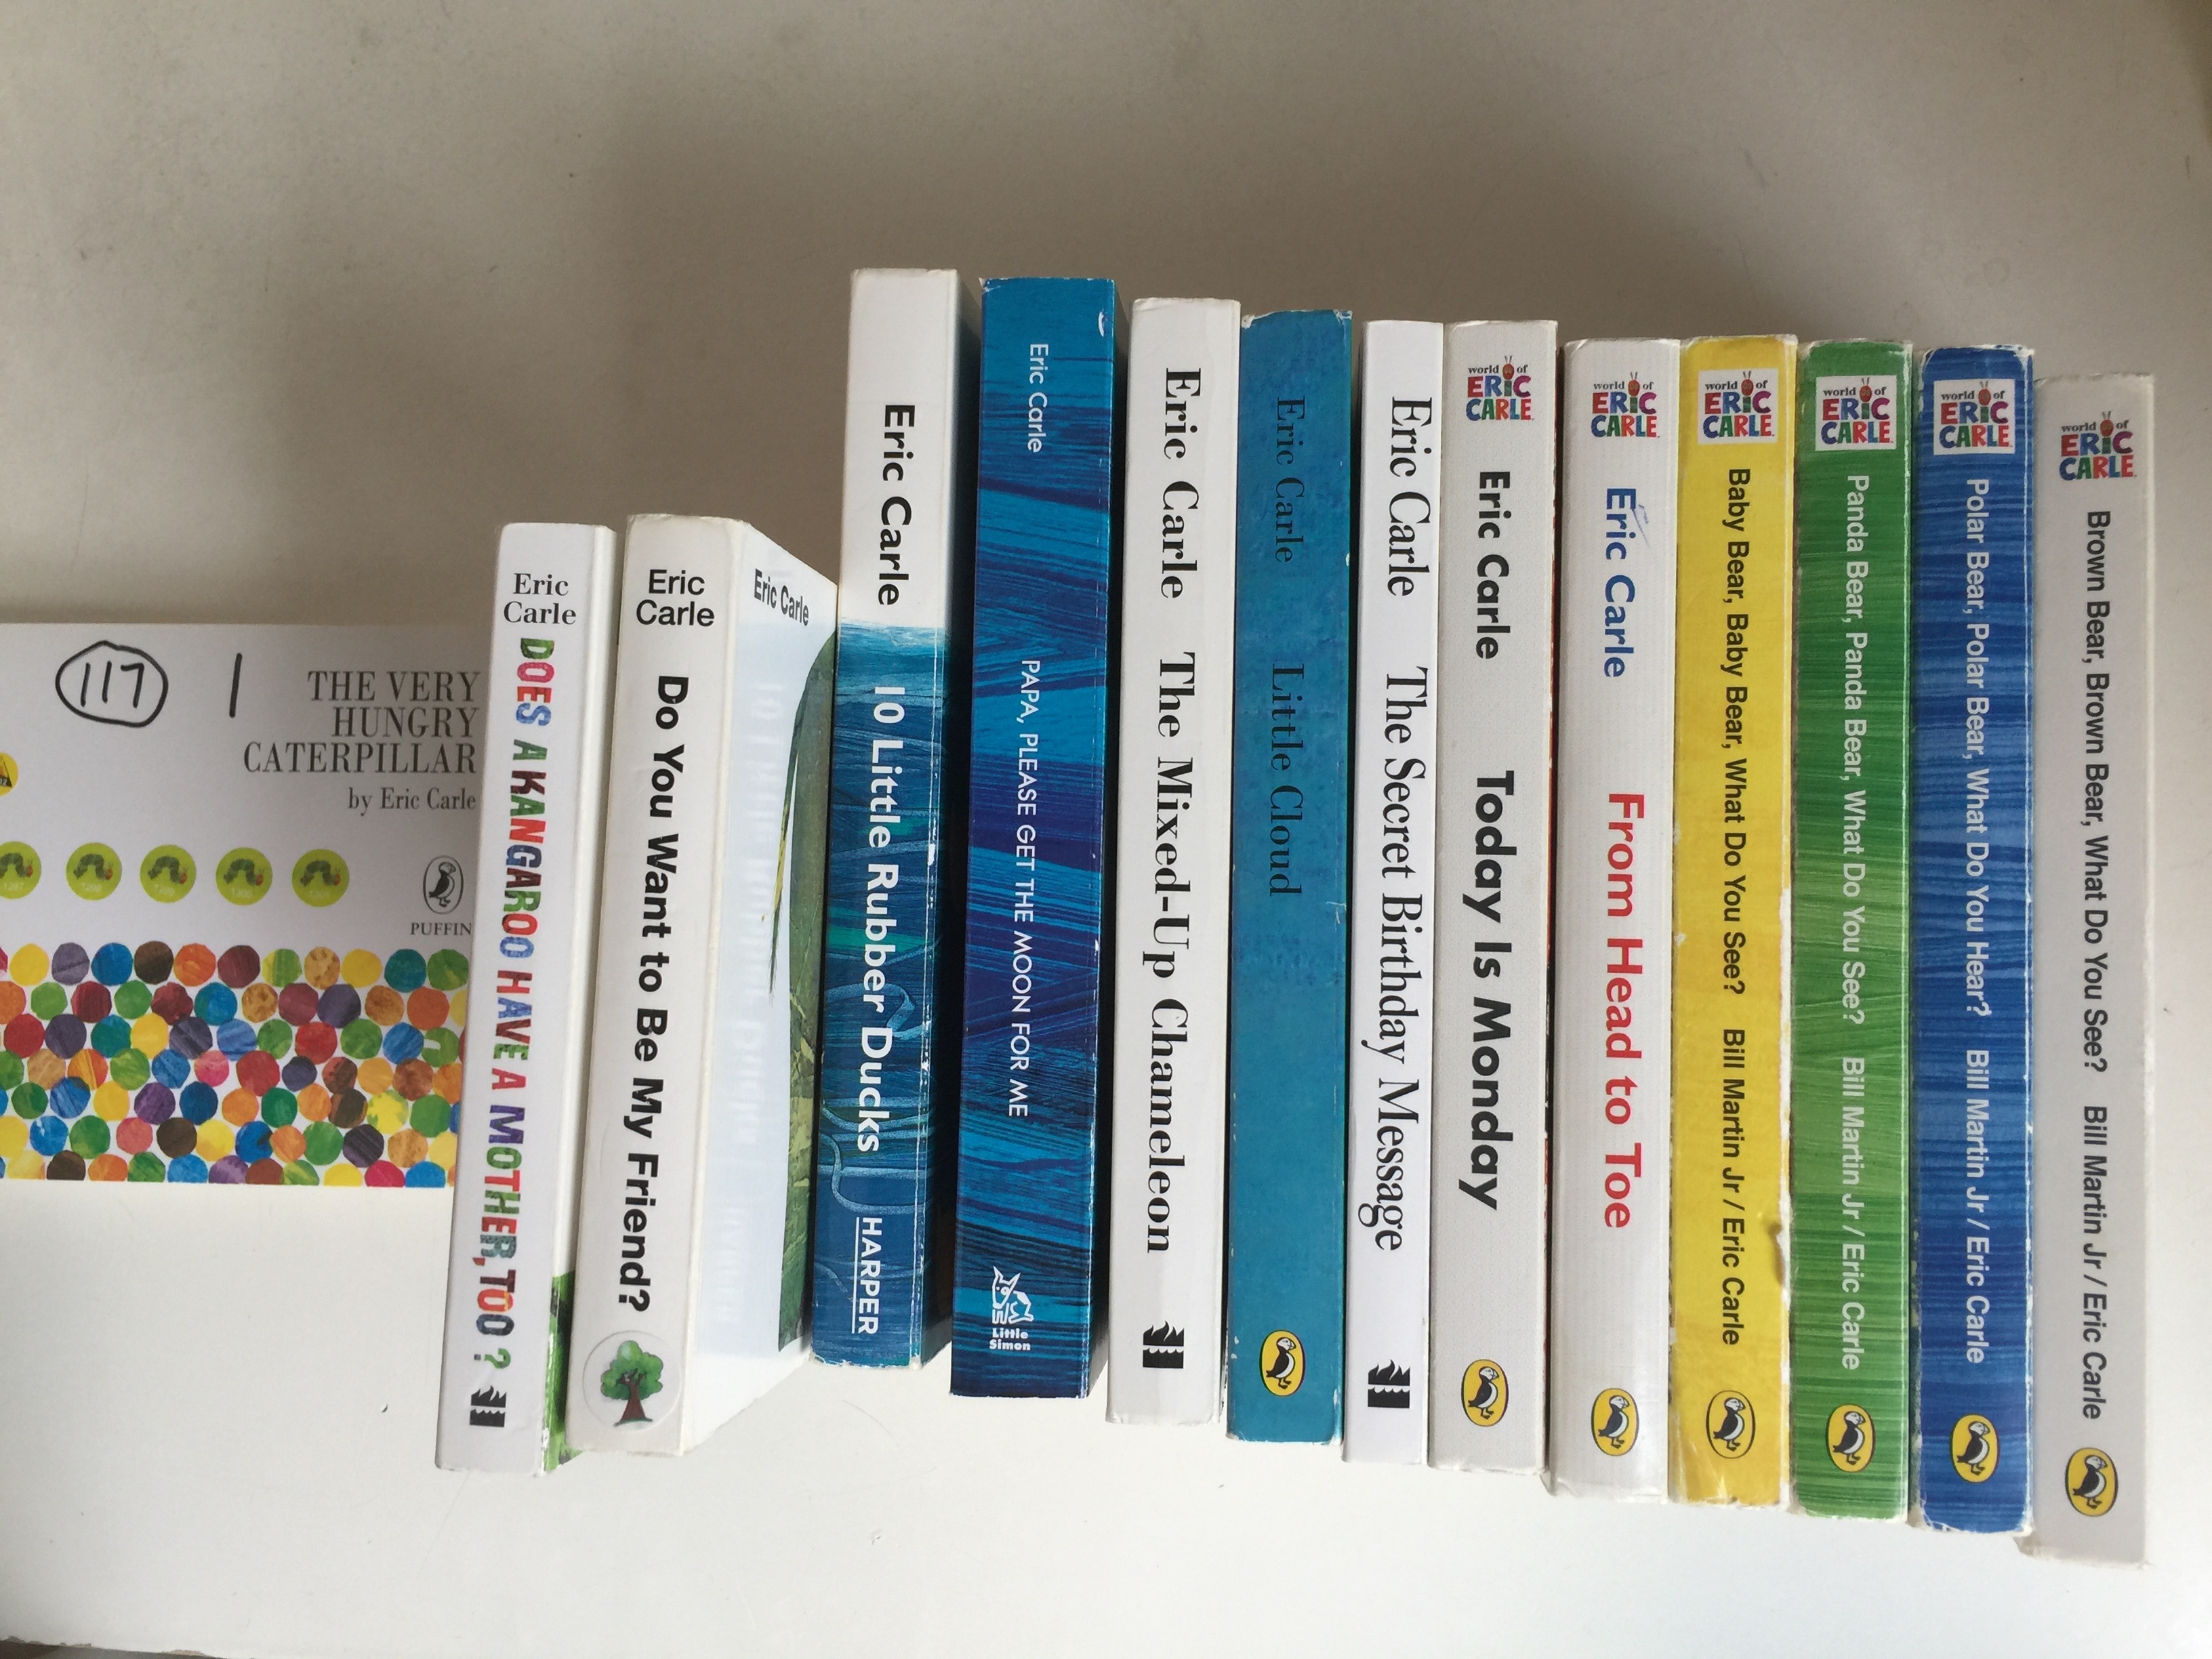 117
1
THE VERY
HUNGRY
CATERPILLAR
by Eric Carle
PUFFIN
Eric
Carle
DOES A KANGAROO HAVE A MOTHER, TOO?
Eric
Carle
Do You Want to Be My Friend?
Eric Carle
Eric Carle
10 Little Rubber Ducks
HARPER
Eric Carle
PAPA, PLEASE GET THE MOON FOR ME
Little
Simon
Eric Carle The Mixed-Up Chameleon
Eric Carle Little Cloud
Eric Carle The Secret Birthday Message
world of
ERIC
CARLE
Eric Carle Today Is Monday
world of
ERIC
CARLE
Eric Carle From Head to Toe
world of
ERIC
CARLE
Baby Bear, Baby Bear, What Do You See? Bill Martin Jr / Eric Carle
world of
ERIC
CARLE
Panda Bear, Panda Bear, What Do You See? Bill Martin Jr / Eric Carle
world of
ERIC
CARLE
Polar Bear, Polar Bear, What Do You Hear? Bill Martin Jr / Eric Carle
world of
ERIC
CARLE
Brown Bear, Brown Bear, What Do You See? Bill Martin Jr / Eric Carle